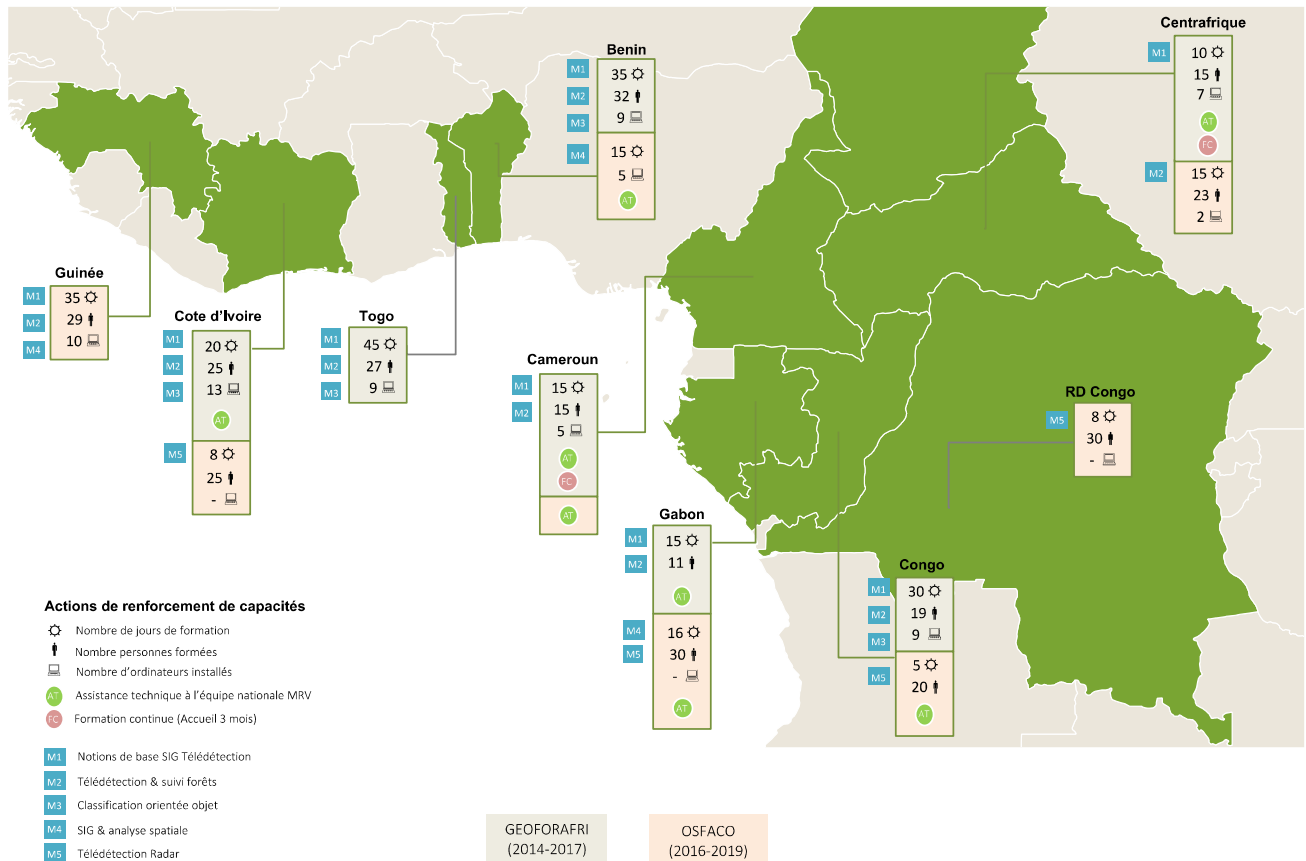 Centrafrique
M1
10
15
7
AT
FC
M2
15
23
2
Benin
M1
M2
M3
35
32
9
M4
15
5
AT
Guinée
M1
M2
M4
35
29
10
Cote d'Ivoire
M1
M2
M3
20
25
13
AT
M5
8
25
-
Togo
M1
M2
M3
45
27
9
Cameroun
M1
M2
15
15
5
AT
FC
AT
RD Congo
M5
8
30
-
Gabon
M1
M2
15
11
AT
M4
M5
16
30
-
AT
Congo
M1
M2
M3
30
19
9
M5
5
20
AT
Actions de renforcement de capacités
Nombre de jours de formation
Nombre personnes formées
Nombre d'ordinateurs installés
AT Assistance technique à l'équipe nationale MRV
FC Formation continue (Accueil 3 mois)
M1 Notions de base SIG Télédétection
M2 Télédétection & suivi forêts
M3 Classification orientée objet
M4 SIG & analyse spatiale
M5 Télédétection Radar
GEOFORAFRI
(2014-2017)
OSFACO
(2016-2019)